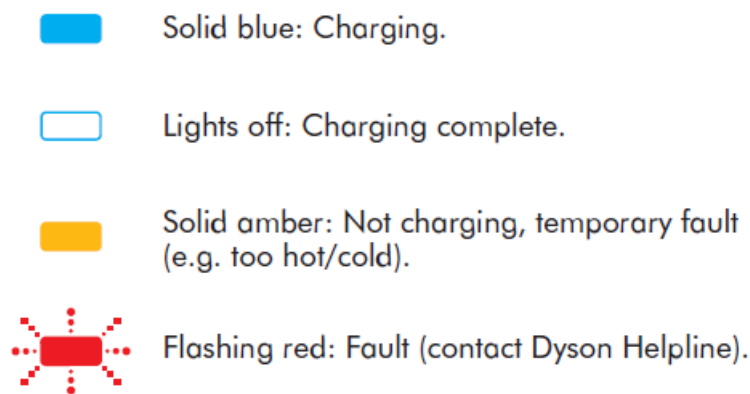 Solid blue: Charging.
Lights off: Charging complete.
Solid amber: Not charging, temporary fault
(e.g. too hot/cold).
Flashing red: Fault (contact Dyson Helpline).